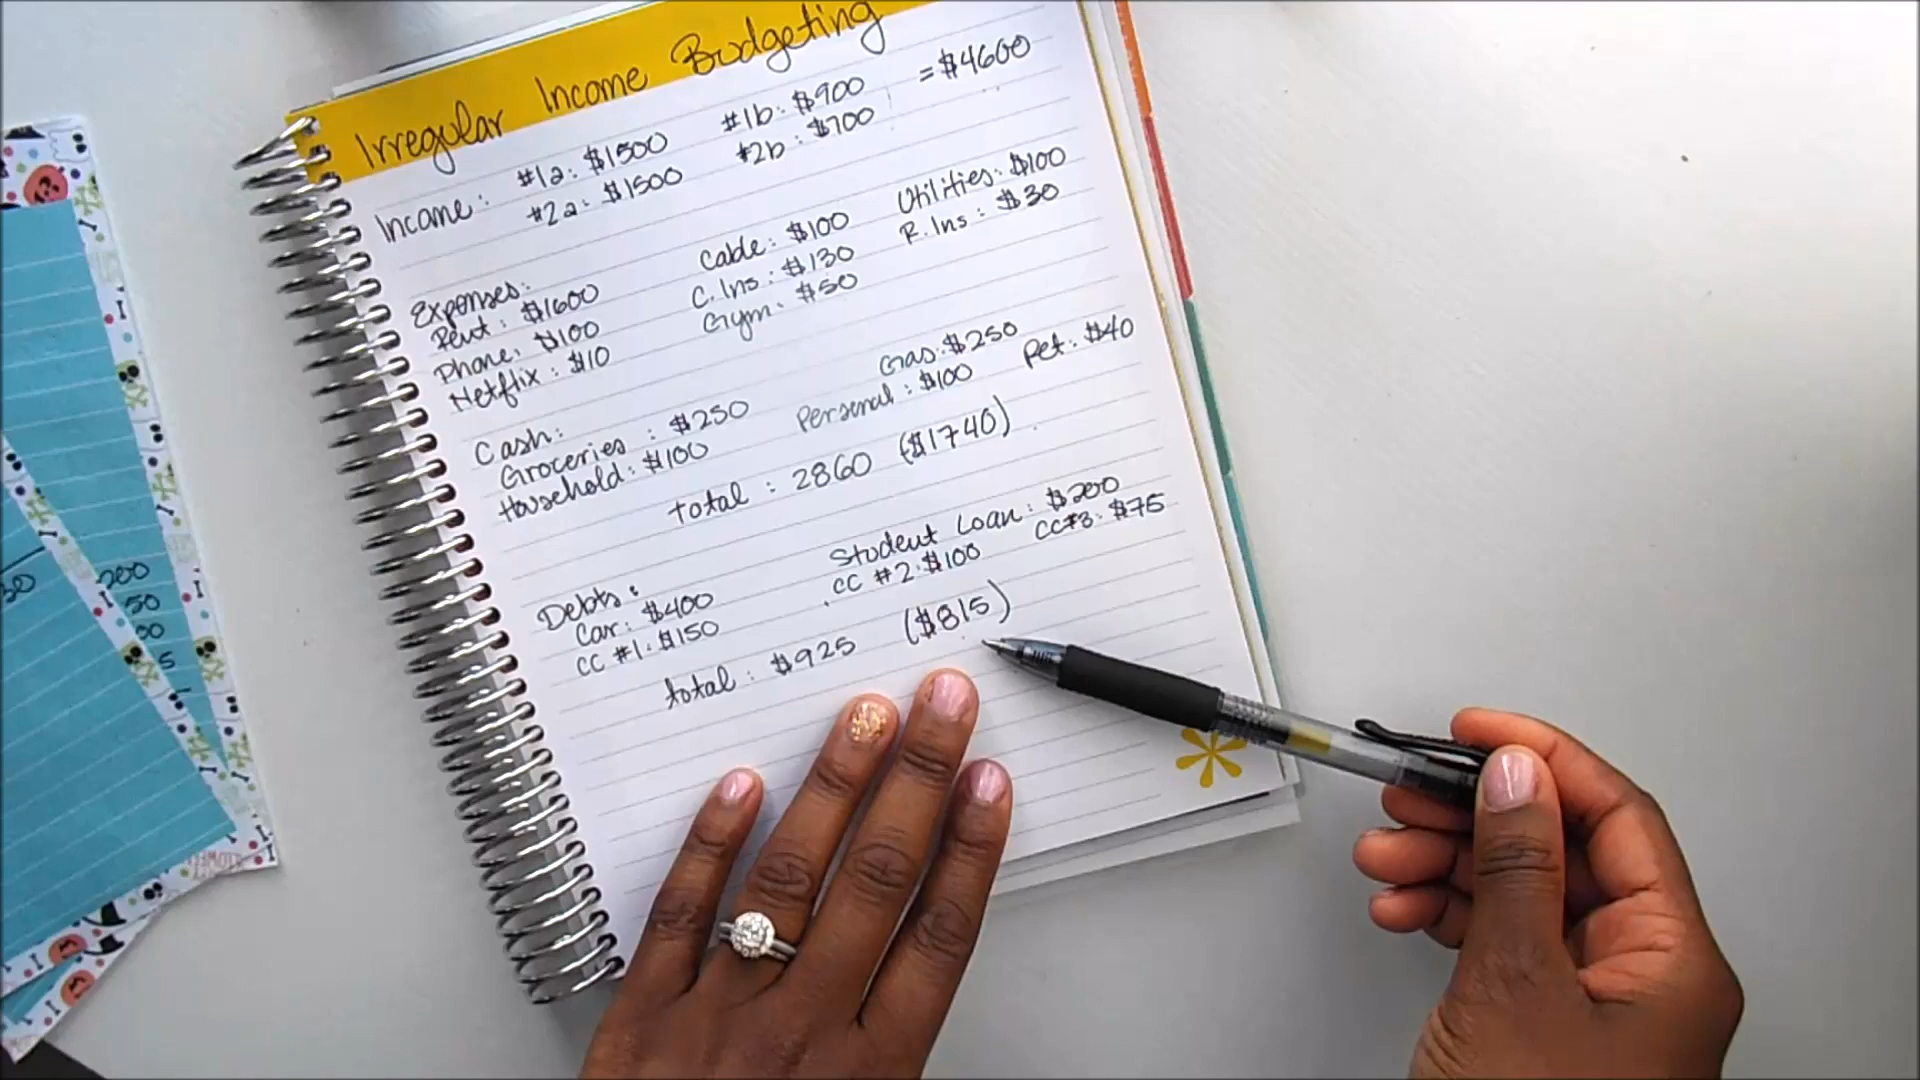 Irregular Income Budgeting
Income: #1a: $1500 #1b: $900 = $4600
#2a: $1500 #2b: $700
Expenses: Cable: $100 Utilities: $100
Rent: $1600 C. Ins: $130 R. Ins: $30
Phone: $100 Gym: $50
Netflix: $10
Cash: Gas: $250 Pet: $40
Groceries: $250 Personal: $100
Household: $100
total: 2860 ($1740)
Debts: Student Loan: $200
Car: $400 CC #2: $100 CC#3: $75
CC #1: $150
total: $925 ($815)
200
50